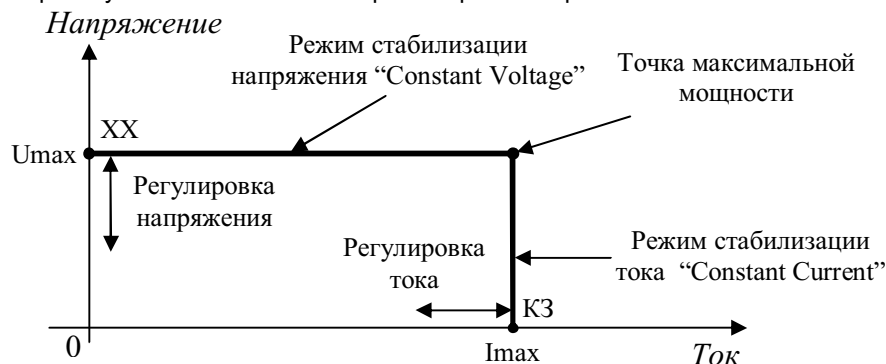 Напряжение
Режим стабилизации
напряжения “Constant Voltage”
Точка максимальной
мощности
XX
Umax
Регулировка
напряжения
Регулировка
тока
Режим стабилизации
тока “Constant Current”
КЗ
0
Imax
Ток